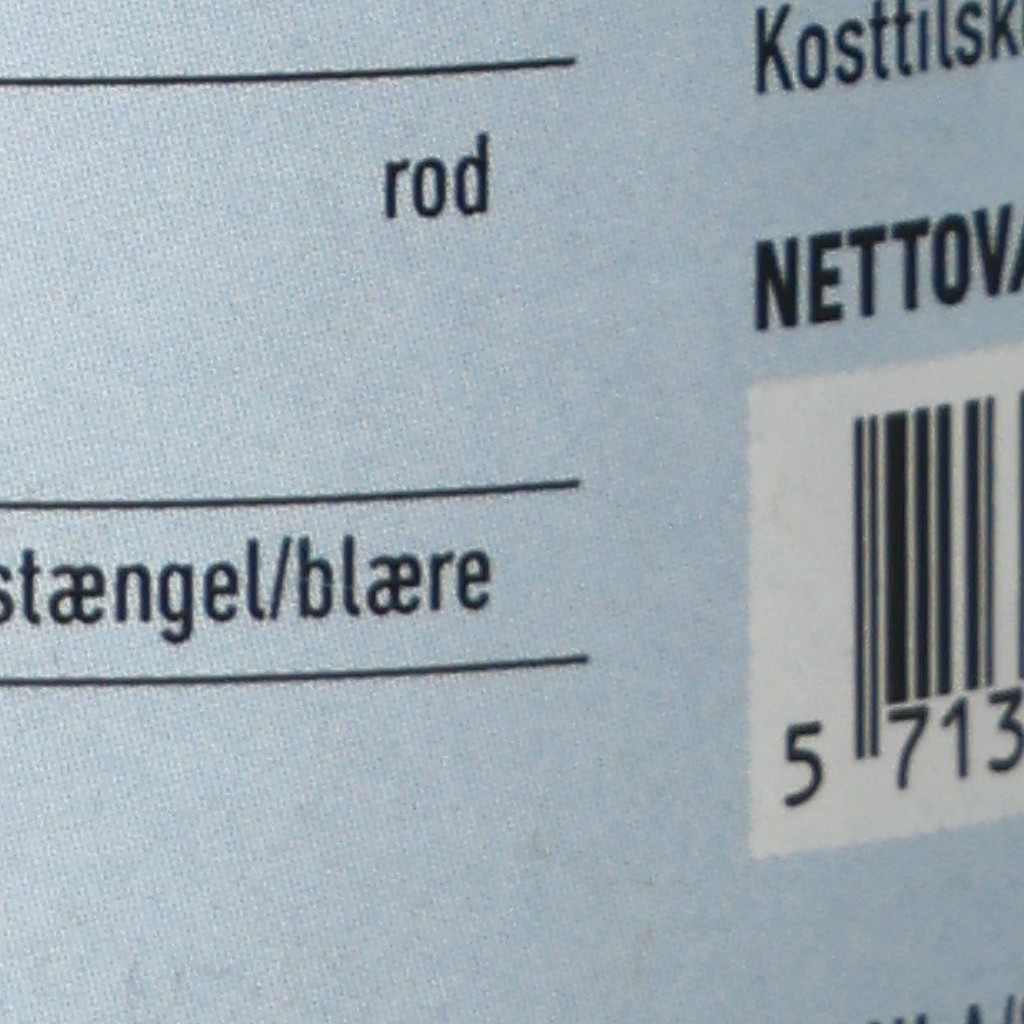 rod
stængel/blære
Kosttilsk
NETTOV
5 713